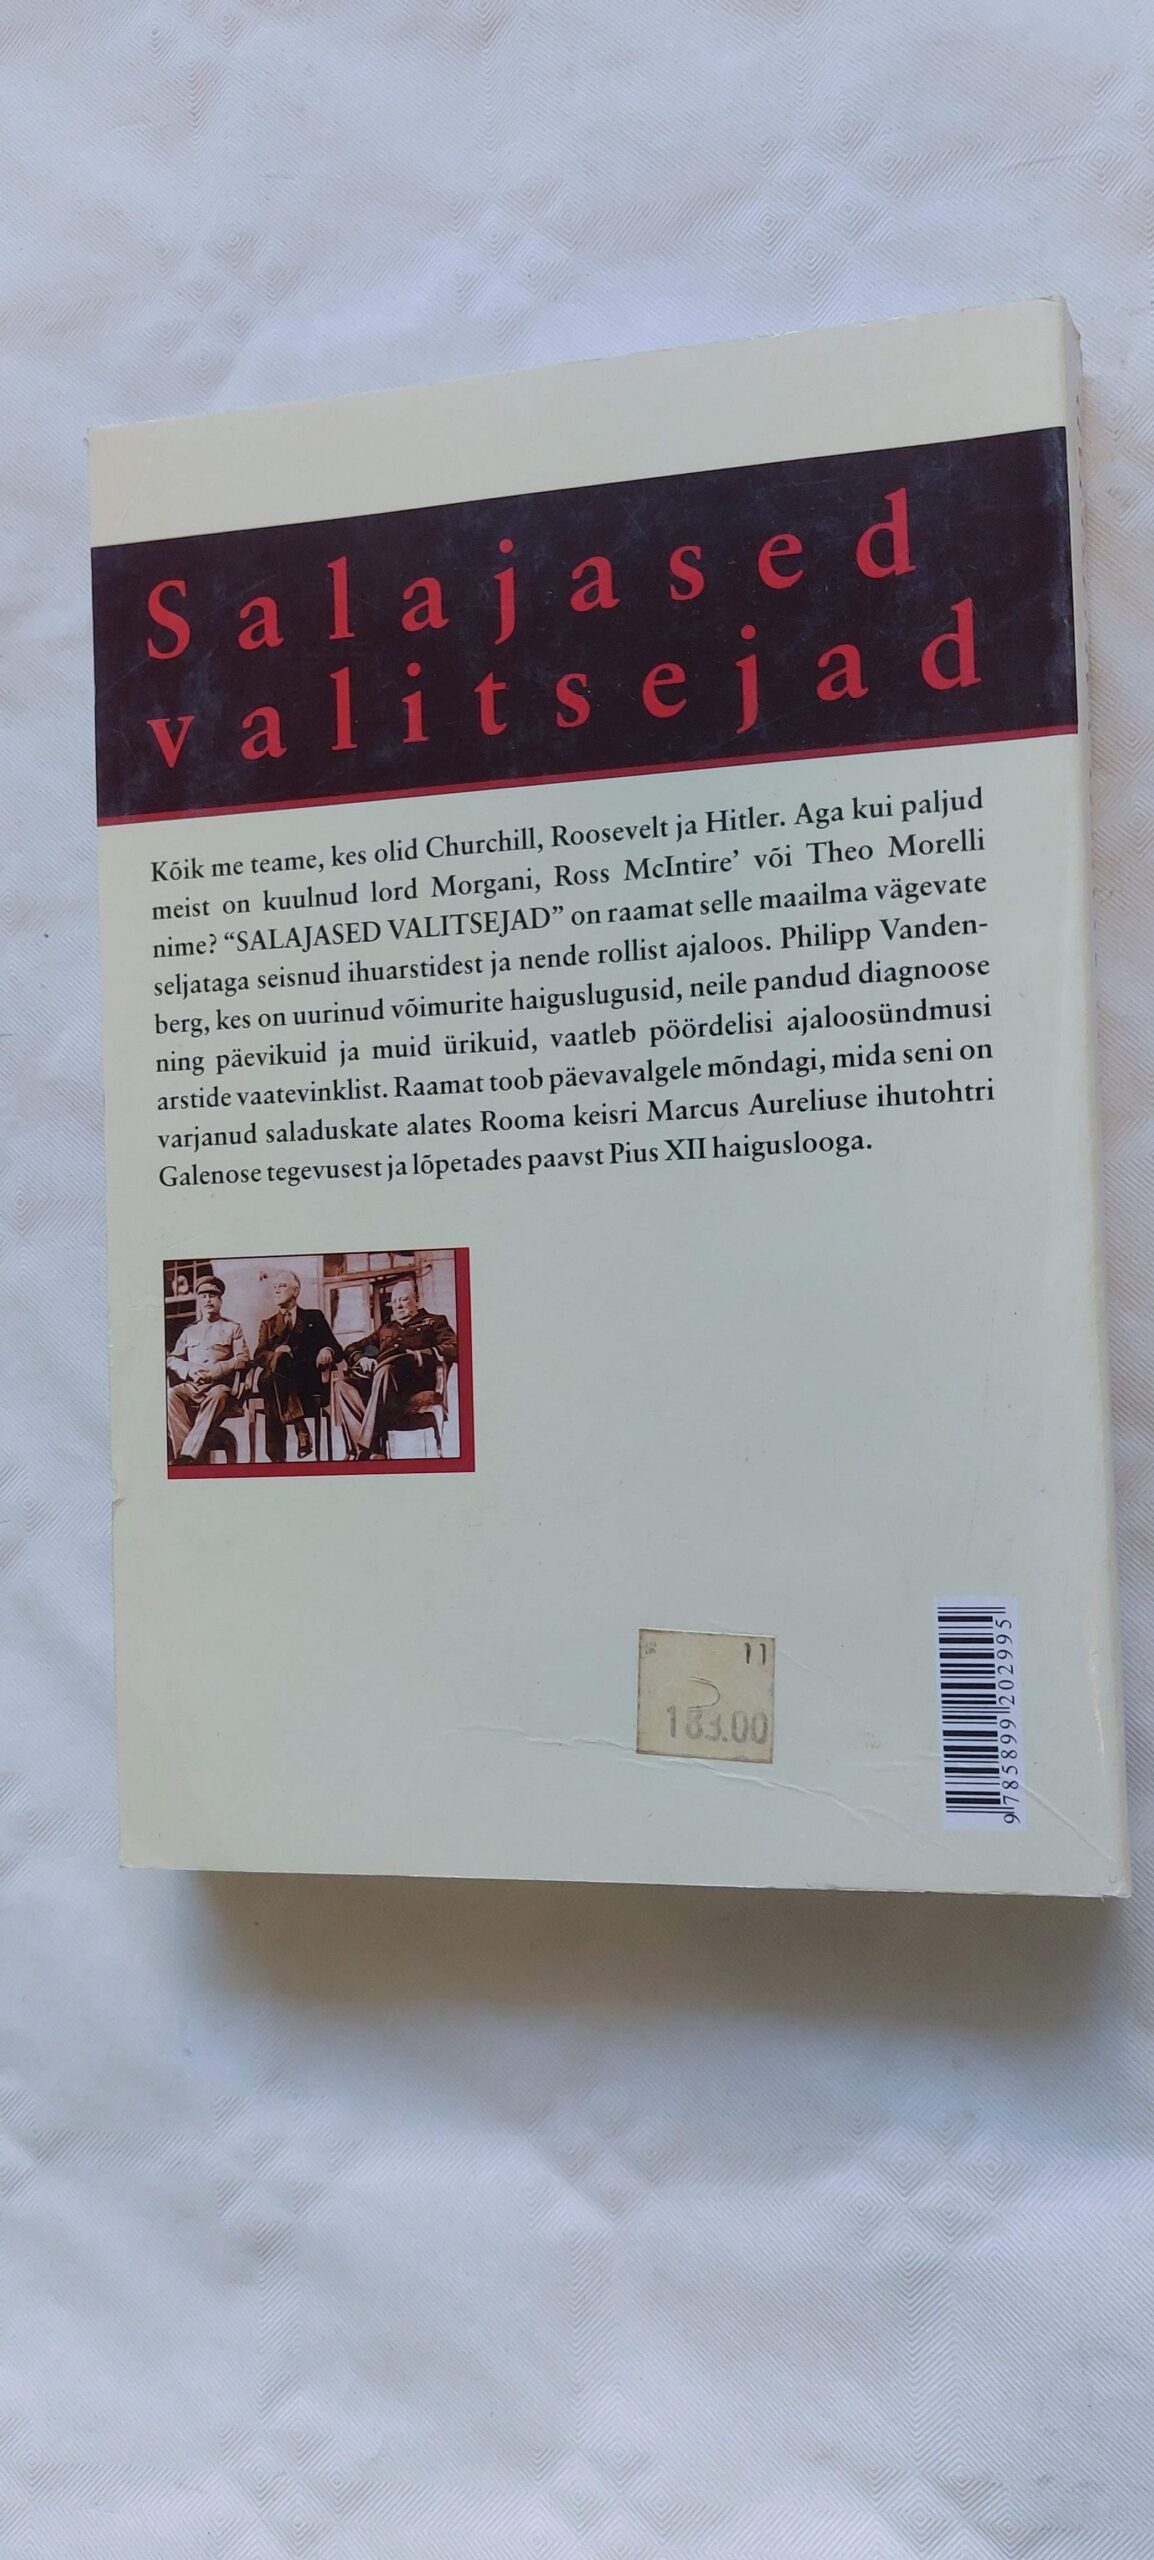 Salajased
valitsejad
Kõik me teame, kes olid Churchill, Roosevelt ja Hitler. Aga kui paljud
meist on kuulnud lord Morgani, Ross McIntire’ või Theo Morelli
nime? “SALAJASED VALITSEJAD” on raamat selle maailma vägevate
seljataga seisnud ihuarstidest ja nende rollist ajaloos. Philipp Vanden-
berg, kes on uurinud võimurite haiguslugusid, neile pandud diagnoose
ning päevikuid ja muid ürikuid, vaatleb pöördelisi ajaloosündmusi
arstide vaatevinklist. Raamat toob päevavalgele mõndagi, mida seni on
varjanud saladuskate alates Rooma keisri Marcus Aureliuse ihutohtri
Galenose tegevusest ja lõpetades paavst Pius XII haiguslooga.
11
183.00
9785899202995